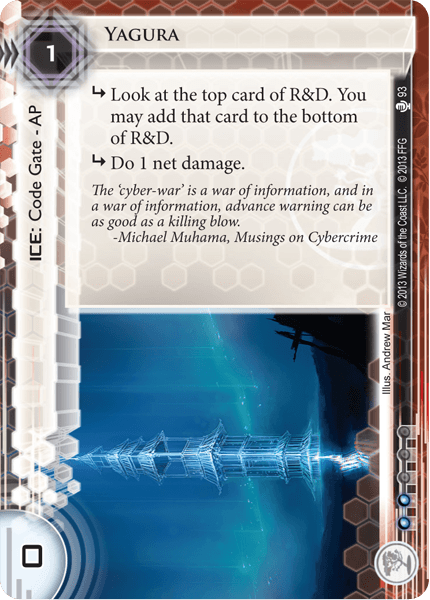 YAGURA
1
↳ Look at the top card of R&D. You
may add that card to the bottom
of R&D.
↳ Do 1 net damage.
The ‘cyber-war’ is a war of information, and in
a war of information, advance warning can be
as good as a killing blow.
-Michael Muhama, Musings on Cybercrime
ICE: Code Gate - AP
93
© 2013 Wizards of the Coast LLC. © 2013 FFG
Illus. Andrew Mar
0